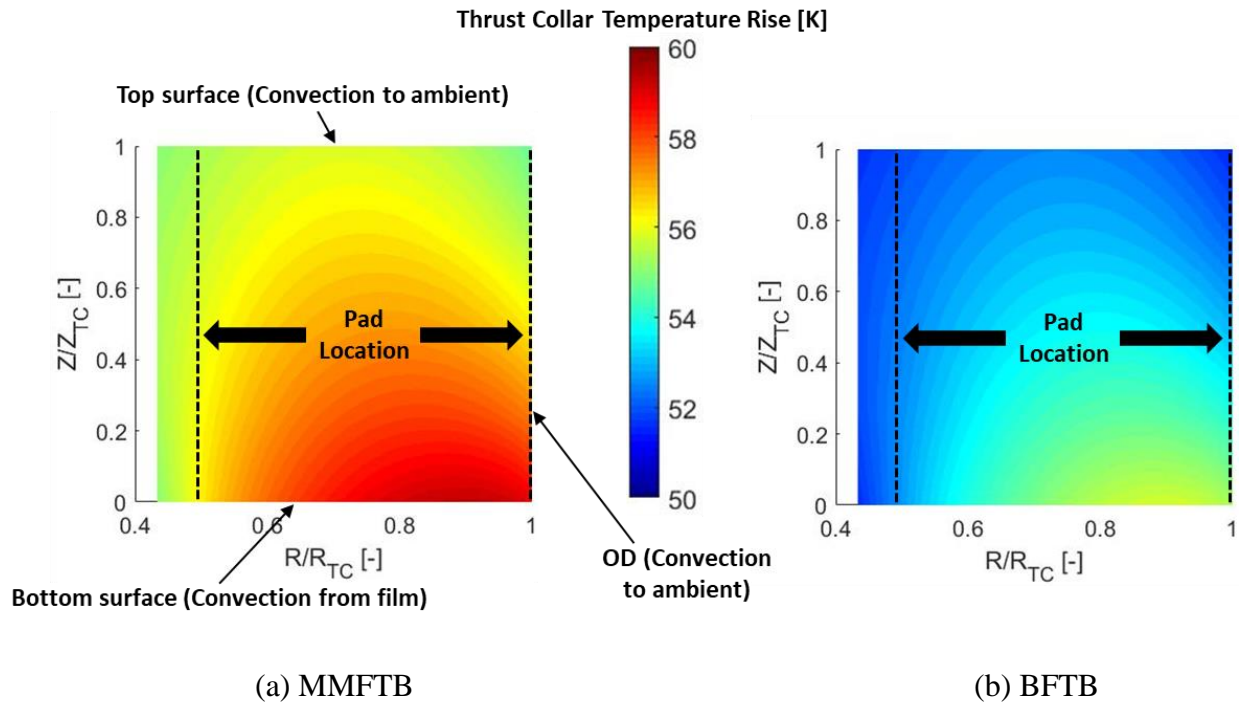 Thrust Collar Temperature Rise [K]
Top surface (Convection to ambient)
60
58
56
54
52
50
1
0.8
0.6
0.4
0.2
0
Z/Z_TC [-]
0.4
0.6
0.8
1
R/R_TC [-]
Pad
Location
Bottom surface (Convection from film)
OD (Convection
to ambient)
1
0.8
0.6
0.4
0.2
0
Z/Z_TC [-]
0.4
0.6
0.8
1
R/R_TC [-]
Pad
Location
(a) MMFTB
(b) BFTB